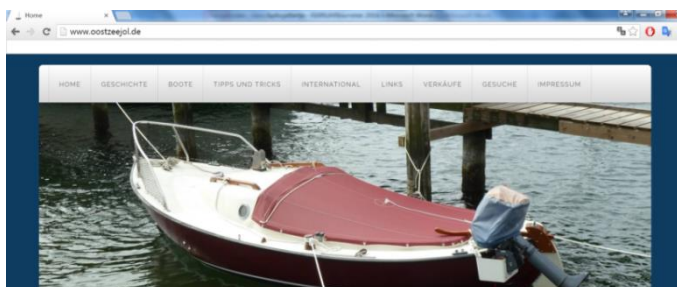 Home
www.oostzeejol.de
HOME GESCHICHTE BOOTE TIPPS UND TRICKS INTERNATIONAL LINKS VERKÄUFE GESUCHE IMPRESSUM